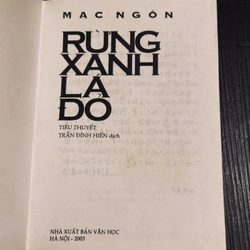 MẠC NGÔN
RỪNG
XANH
LÁ
ĐỎ
TIỂU THUYẾT
TRẦN ĐÌNH HIẾN dịch
NHÀ XUẤT BẢN VĂN HỌC
HÀ NỘI - 2003